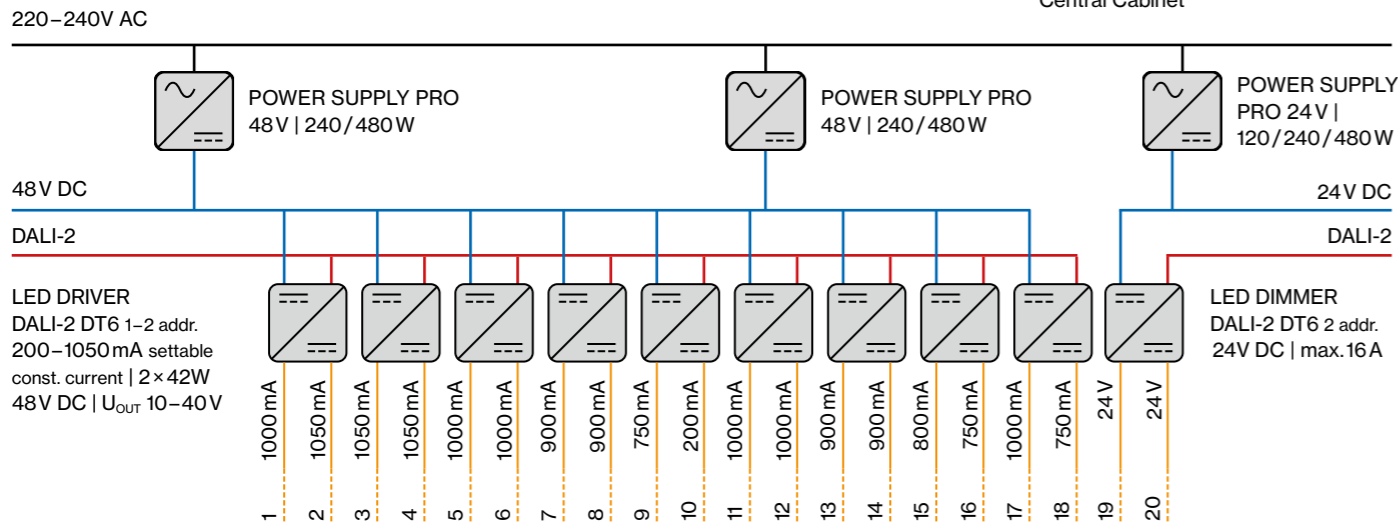 Central Cabinet
220–240V AC
POWER SUPPLY PRO
48V | 240/480W
POWER SUPPLY PRO
48V | 240/480W
POWER SUPPLY
PRO 24V |
120/240/480W
48V DC
24V DC
DALI-2
DALI-2
LED DRIVER
DALI-2 DT6 1–2 addr.
200–1050mA settable
const. current | 2×42W
48V DC | UOUT 10–40V
LED DIMMER
DALI-2 DT6 2 addr.
24V DC | max. 16A
1000mA
1050mA
1050mA
1050mA
1000mA
1000mA
900mA
900mA
750mA
200mA
1000mA
1000mA
900mA
900mA
800mA
750mA
1000mA
750mA
24V
24V
1
2
3
4
5
6
7
8
9
10
11
12
13
14
15
16
17
18
19
20